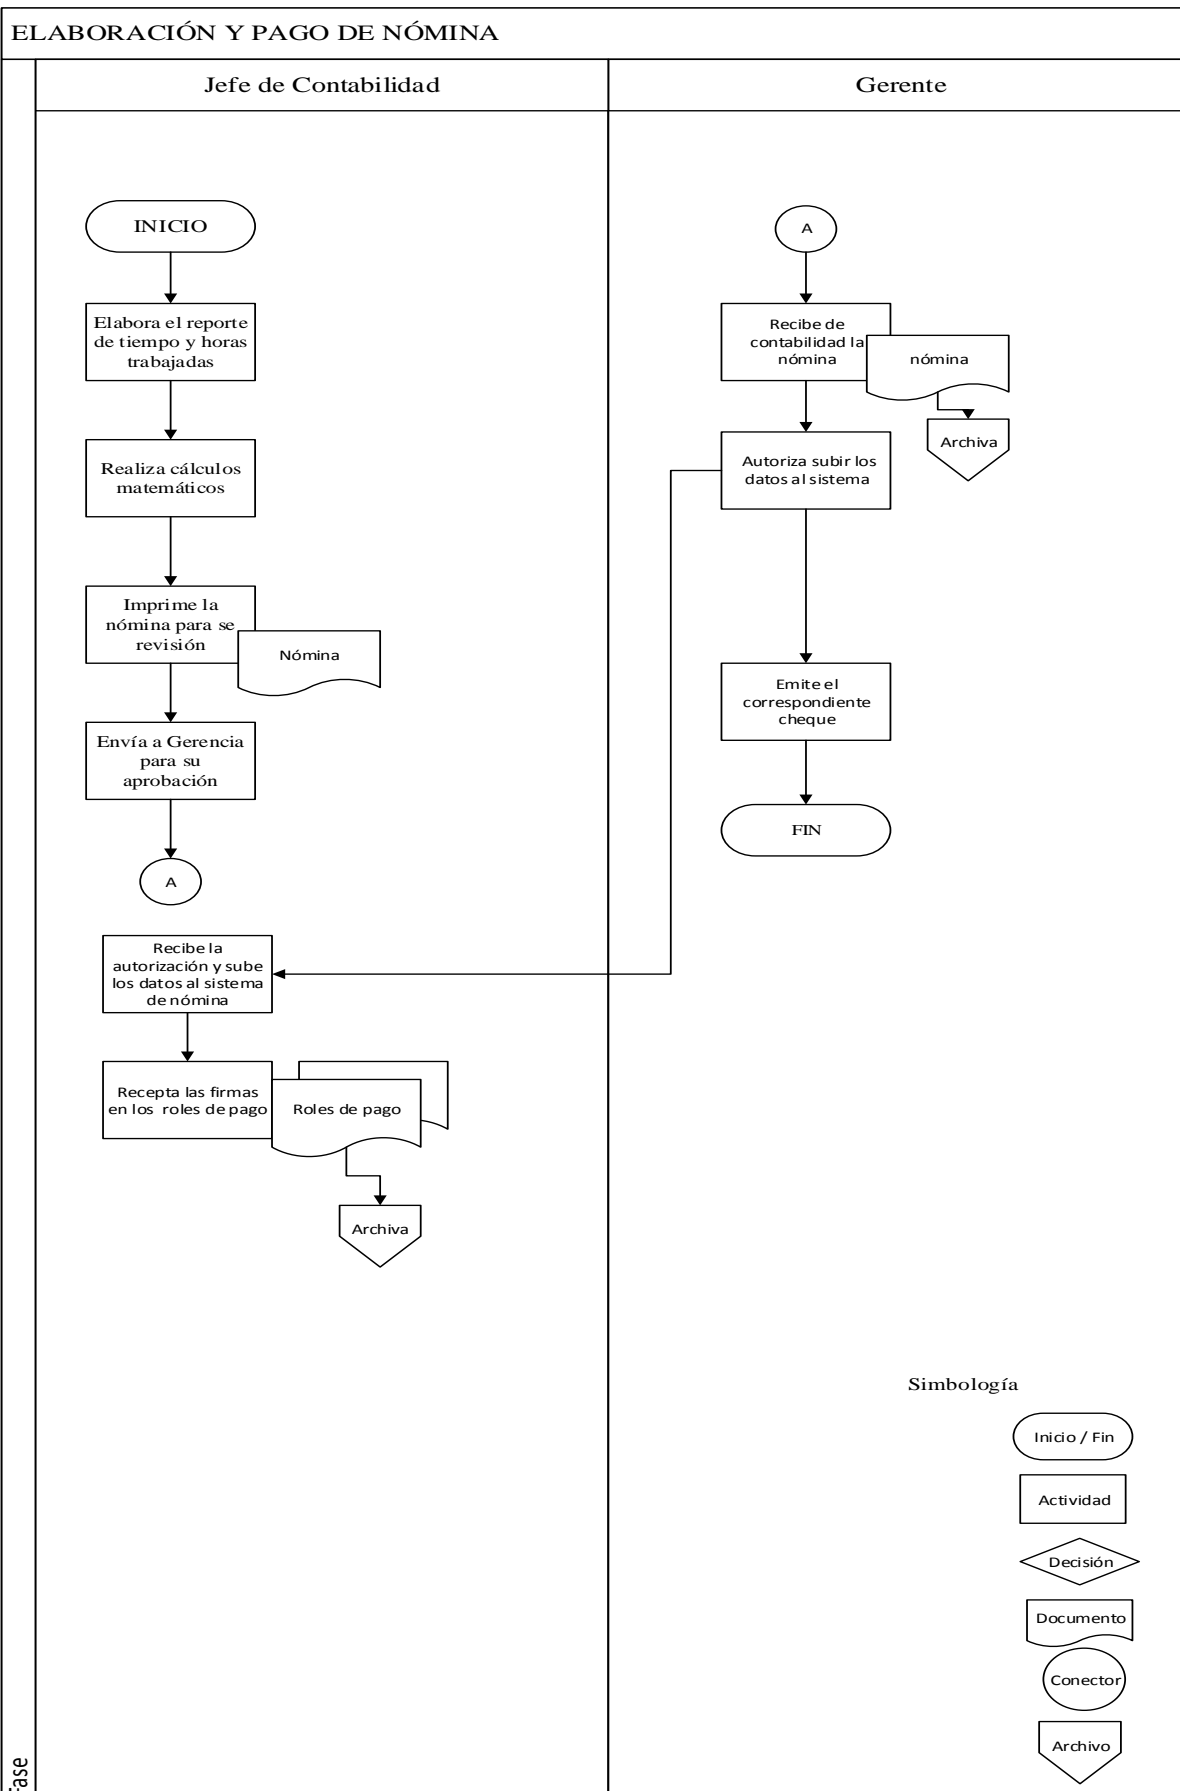 ELABORACIÓN Y PAGO DE NÓMINA
Jefe de Contabilidad
Gerente
INICIO
Elabora el reporte
de tiempo y horas
trabajadas
Realiza cálculos
matemáticos
Imprime la
nómina para se
revisión
Nómina
Envía a Gerencia
para su
aprobación
A
Recibe la
autorización y sube
los datos al sistema
de nómina
Recepta las firmas
en los roles de pago
Roles de pago
Archiva
A
Recibe de
contabilidad la
nómina
nómina
Archiva
Autoriza subir los
datos al sistema
Emite el
correspondiente
cheque
FIN
Simbología
Inicio / Fin
Actividad
Decisión
Documento
Conector
Archivo
Fase